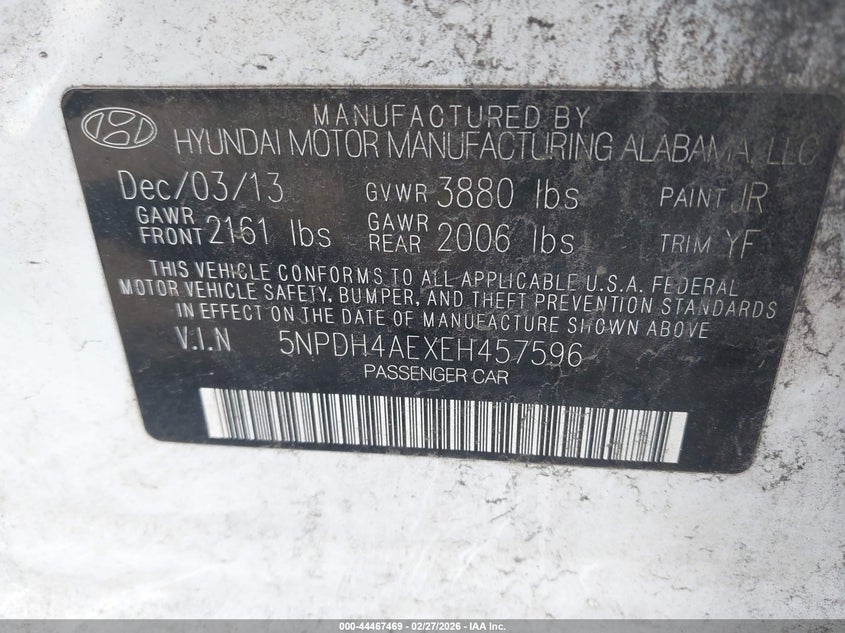 MANUFACTURED BY
HYUNDAI MOTOR MANUFACTURING ALABAMA, LLC
Dec/03/13 GVWR 3880 lbs PAINT JR
GAWR FRONT 2161 lbs GAWR REAR 2006 lbs TRIM YF
THIS VEHICLE CONFORMS TO ALL APPLICABLE U.S.A. FEDERAL
MOTOR VEHICLE SAFETY, BUMPER, AND THEFT PREVENTION STANDARDS
IN EFFECT ON THE DATE OF MANUFACTURE SHOWN ABOVE
V.I.N 5NPDH4AEXEH457596
PASSENGER CAR
000-44467469 - 02/27/2026 - IAA Inc.